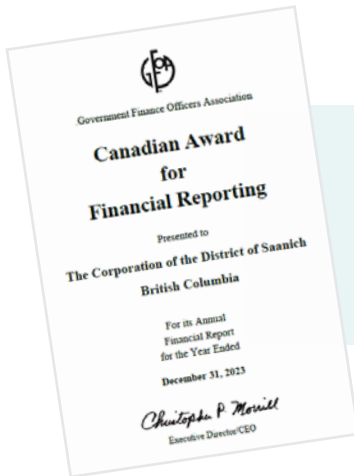 GFOA
Government Finance Officers Association
Canadian Award
for
Financial Reporting
Presented to
The Corporation of the District of Saanich
British Columbia
For its Annual
Financial Report
for the Year Ended
December 31, 2023
Christopher P. Morrill
Executive Director/CEO